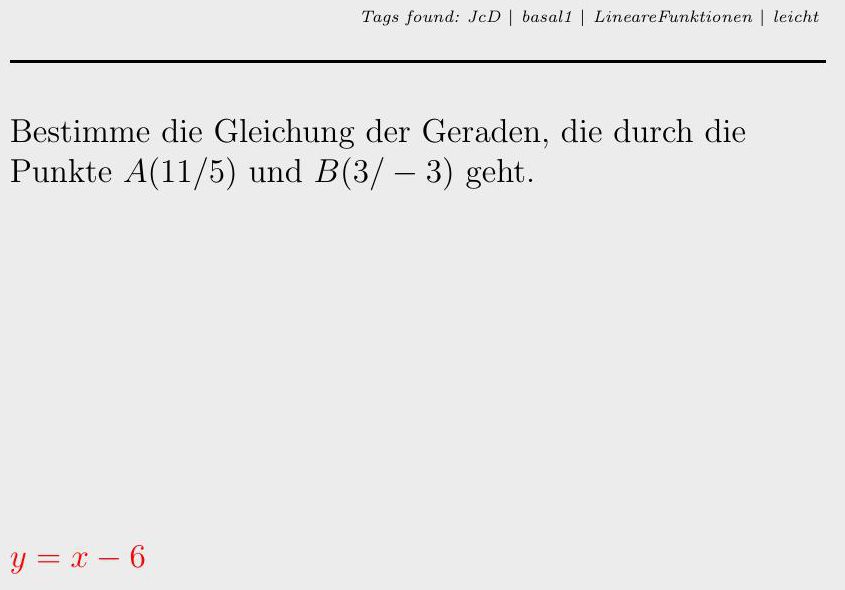 Tags found: JcD | basal1 | LineareFunktionen | leicht
Bestimme die Gleichung der Geraden, die durch die
Punkte A(11/5) und B(3/ − 3) geht.
y = x − 6